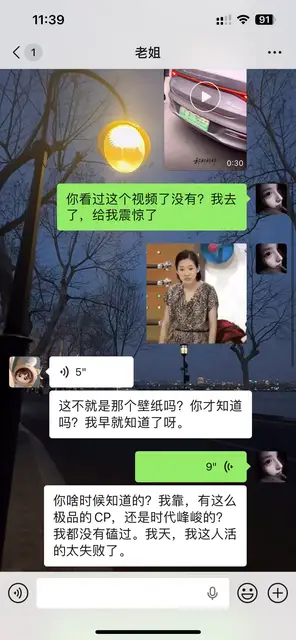 11:39
91
1
老姐
0:30
你看过这个视频了没有？我去
了，给我震惊了
5"
这不就是那个壁纸吗？你才知道
吗？我早就知道了呀。
9"
你啥时候知道的？我靠，有这么
极品的CP，还是时代峰峻的？
我都没有磕过。我天，我这人活
的太失败了。